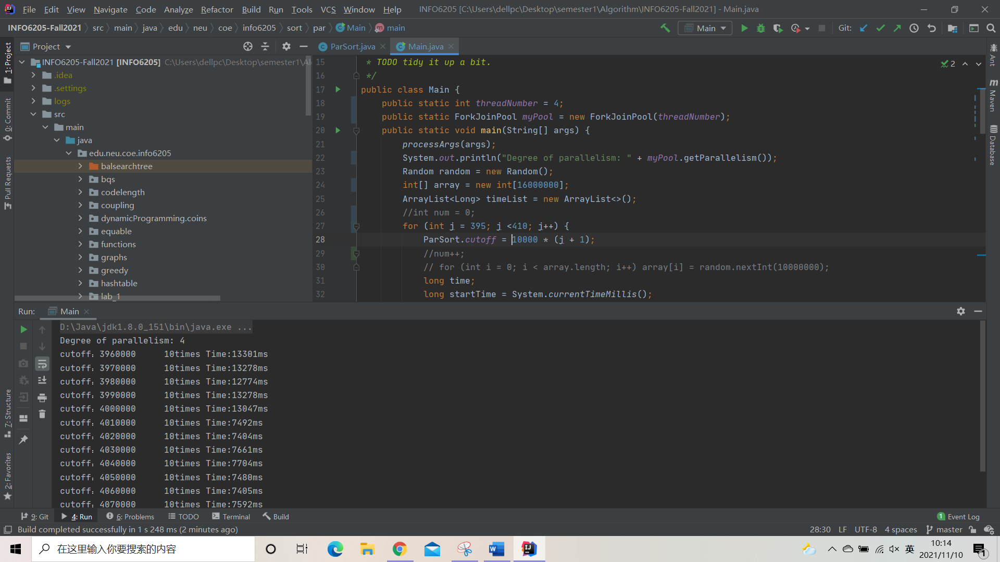 File Edit View Navigate Code Analyze Refactor Build Run Tools VCS Window Help INFO6205 [C:\Users\dellpc\Desktop\semester1\Algorithm\INFO6205-Fall2021] - Main.java
INFO6205-Fall2021 src main java edu neu coe info6205 sort par Main main Main Git:
Project ParSort.java Main.java
INFO6205-Fall2021 [INFO6205] C:\Users\dellpc\Desktop\semester1\Al
.idea
.settings
logs
src
main
java
edu.neu.coe.info6205
balsearchtree
bqs
codelength
coupling
dynamicProgramming.coins
equable
functions
graphs
greedy
hashtable
lab_1
15 * TODO tidy it up a bit.
16 */
17 public class Main {
18 public static int threadNumber = 4;
19 public static ForkJoinPool myPool = new ForkJoinPool(threadNumber);
20 public static void main(String[] args) {
21 processArgs(args);
22 System.out.println("Degree of parallelism: " + myPool.getParallelism());
23 Random random = new Random();
24 int[] array = new int[16000000];
25 ArrayList<Long> timeList = new ArrayList<>();
26 //int num = 0;
27 for (int j = 395; j <410; j++) {
28 ParSort.cutoff = 10000 * (j + 1);
29 //num++;
30 // for (int i = 0; i < array.length; i++) array[i] = random.nextInt(10000000);
31 long time;
32 long startTime = System.currentTimeMillis();
2
1: Project
0: Commit
Pull Requests
7: Structure
2: Favorites
Ant
Maven
Database
Run: Main
D:\Java\jdk1.8.0_151\bin\java.exe ...
Degree of parallelism: 4
cutoff：3960000 10times Time:13301ms
cutoff：3970000 10times Time:13278ms
cutoff：3980000 10times Time:12774ms
cutoff：3990000 10times Time:13278ms
cutoff：4000000 10times Time:13047ms
cutoff：4010000 10times Time:7492ms
cutoff：4020000 10times Time:7404ms
cutoff：4030000 10times Time:7661ms
cutoff：4040000 10times Time:7704ms
cutoff：4050000 10times Time:7480ms
cutoff：4060000 10times Time:7405ms
cutoff：4070000 10times Time:7592ms
9: Git 4: Run 6: Problems TODO Terminal Build 1 Event Log
Build completed successfully in 1 s 248 ms (2 minutes ago) 28:30 LF UTF-8 4 spaces master
在这里输入你要搜索的内容 英 10:14
2021/11/10 1